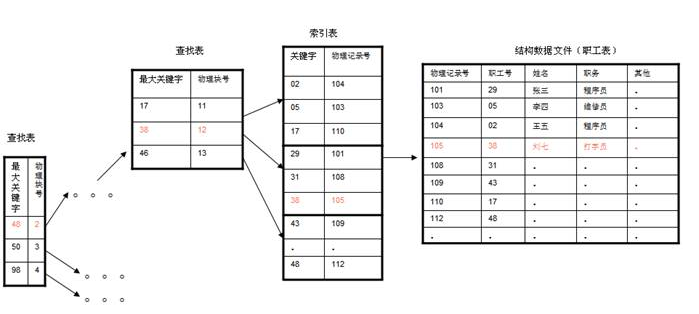 查找表
最大关键字 物理块号
48 2
50 3
98 4
查找表
最大关键字 物理块号
17 11
38 12
46 13
索引表
关键字 物理记录号
02 104
05 103
17 110
29 101
31 108
38 105
43 109
. .
48 112
结构数据文件（职工表）
物理记录号 职工号 姓名 职务 其他
101 29 张三 程序员 .
103 05 李四 维修员 .
104 02 王五 程序员 .
105 38 刘七 打字员 .
108 31 . . .
109 43 . . .
110 17 . . .
112 48 . . .
. . . . .